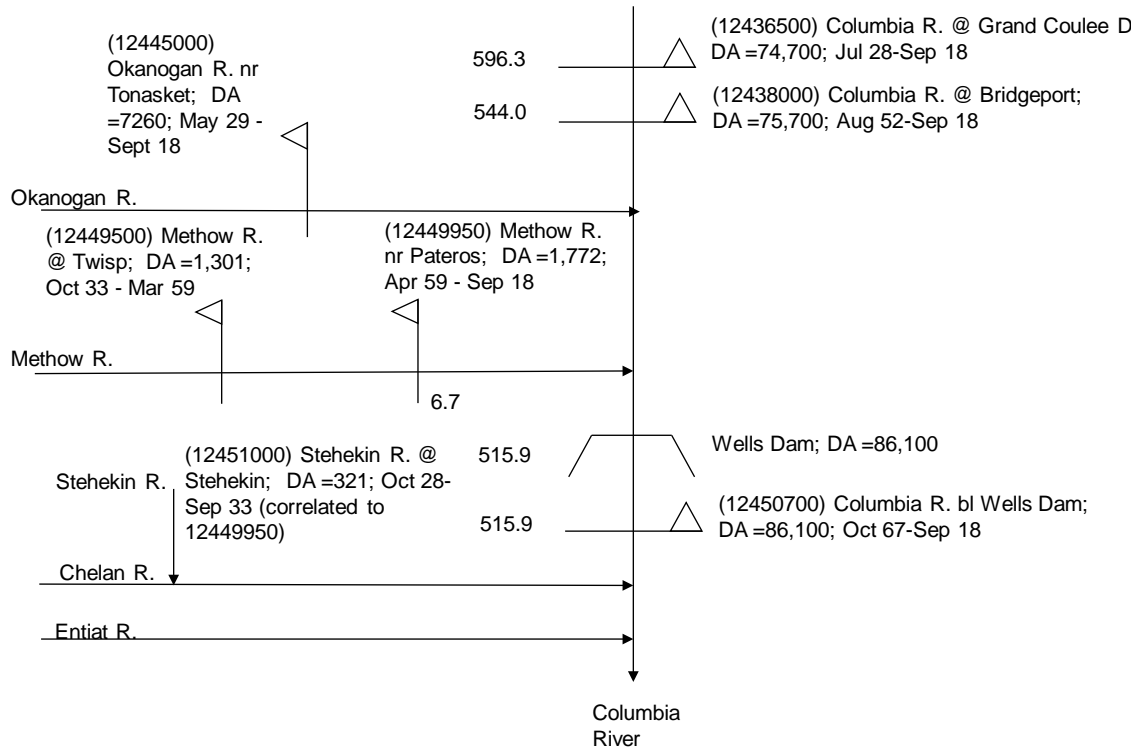 (12445000)
Okanogan R. nr
Tonasket; DA
=7260; May 29 -
Sept 18
596.3
(12436500) Columbia R. @ Grand Coulee D
DA =74,700; Jul 28-Sep 18
544.0
(12438000) Columbia R. @ Bridgeport;
DA =75,700; Aug 52-Sep 18
Okanogan R.
(12449500) Methow R.
@ Twisp; DA =1,301;
Oct 33 - Mar 59
(12449950) Methow R.
nr Pateros; DA =1,772;
Apr 59 - Sep 18
Methow R.
6.7
Stehekin R.
(12451000) Stehekin R. @
Stehekin; DA =321; Oct 28-
Sep 33 (correlated to
12449950)
515.9
Wells Dam; DA =86,100
515.9
(12450700) Columbia R. bl Wells Dam;
DA =86,100; Oct 67-Sep 18
Chelan R.
Entiat R.
Columbia
River